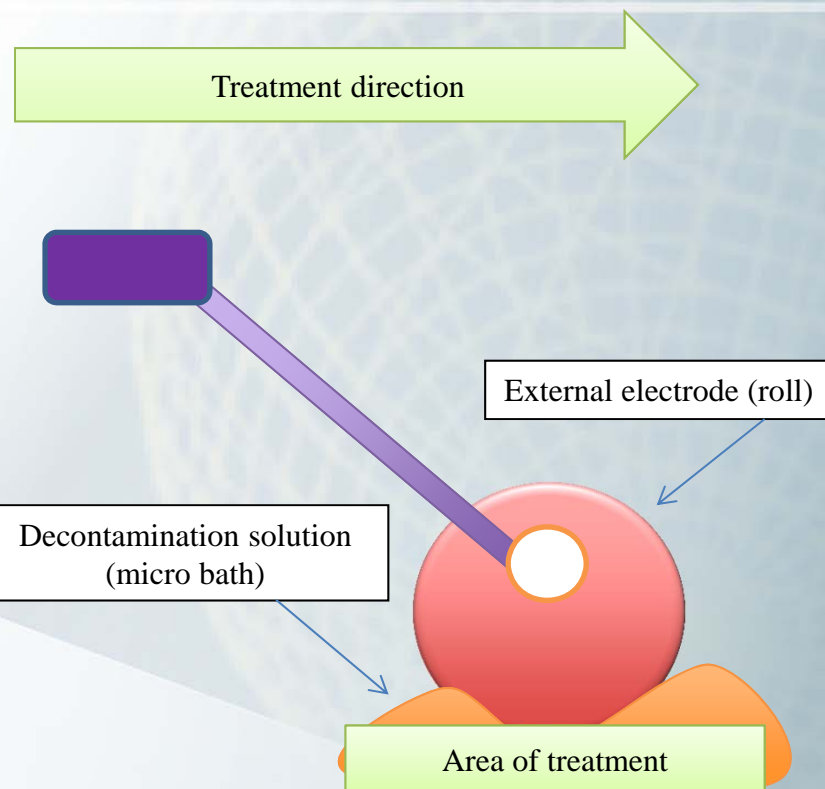 Treatment direction
External electrode (roll)
Decontamination solution
(micro bath)
Area of treatment